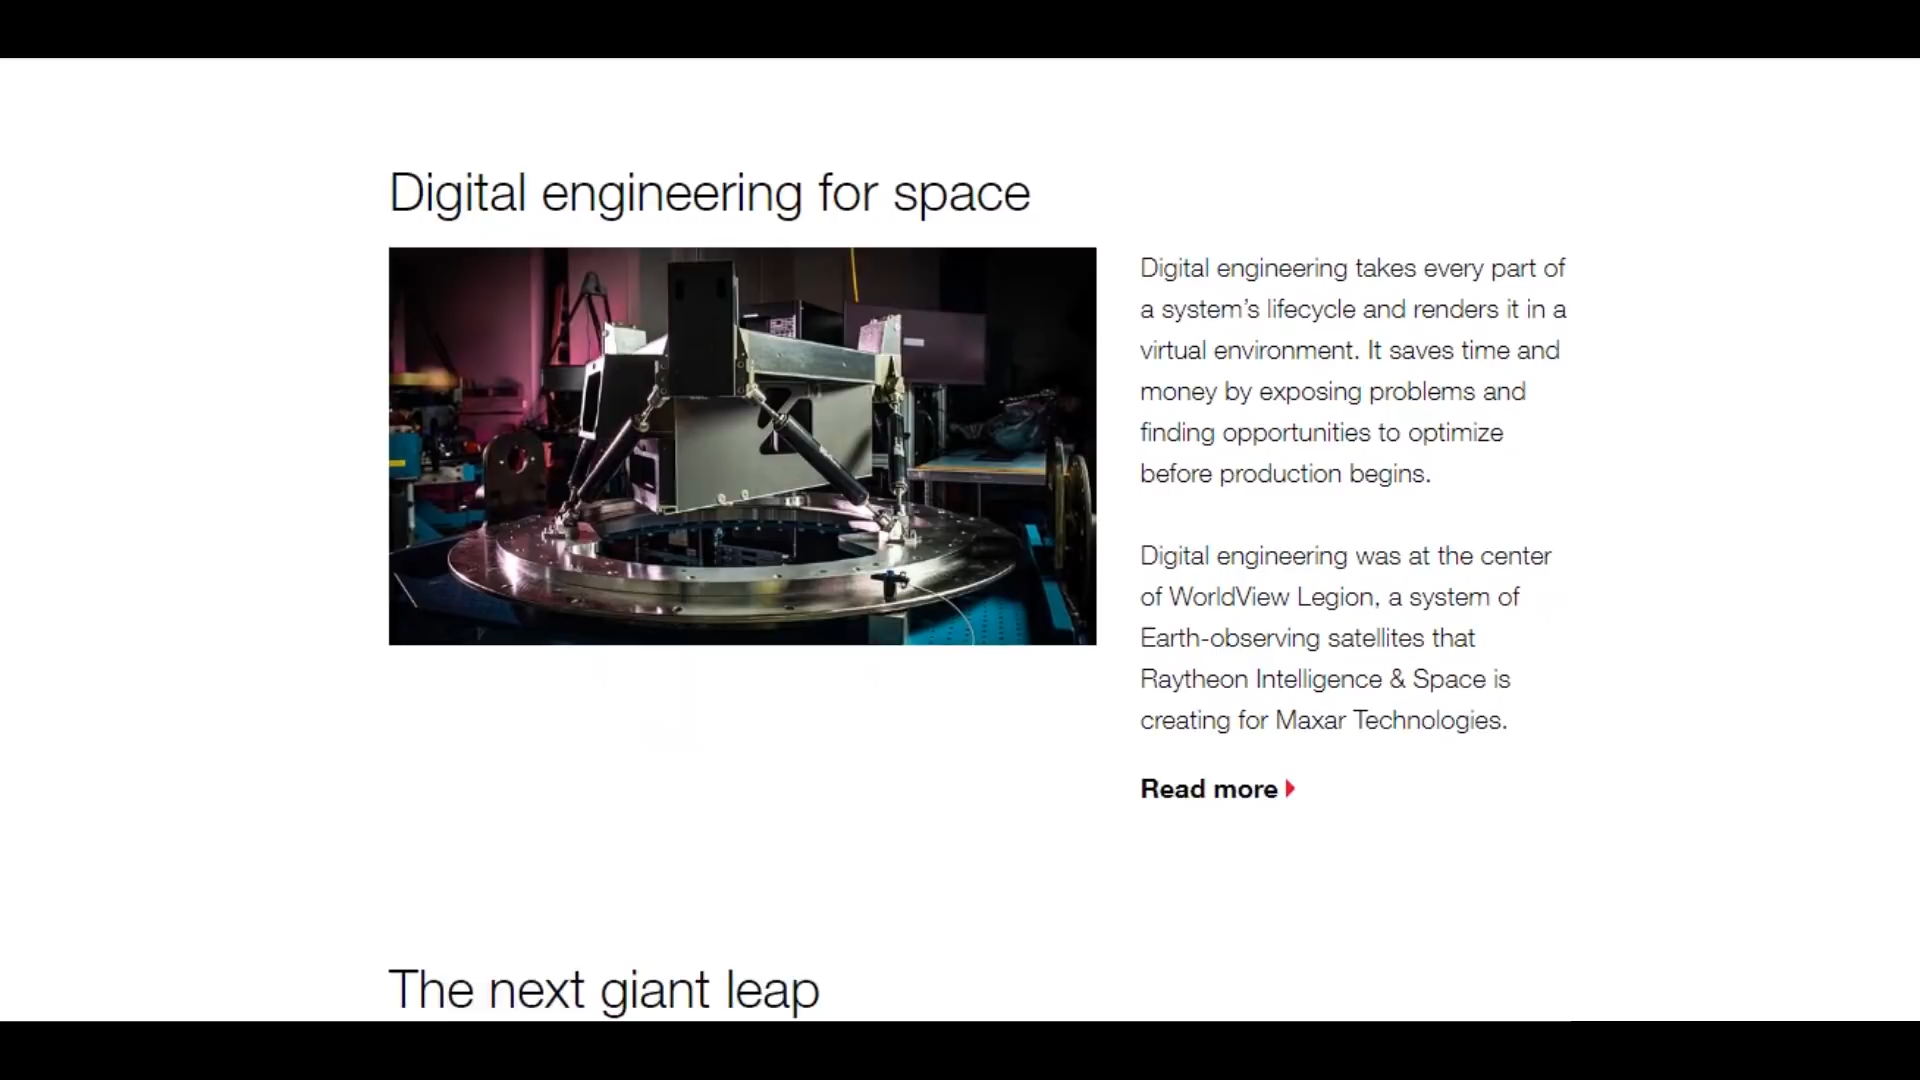 Digital engineering for space
Digital engineering takes every part of
a system’s lifecycle and renders it in a
virtual environment. It saves time and
money by exposing problems and
finding opportunities to optimize
before production begins.
Digital engineering was at the center
of WorldView Legion, a system of
Earth-observing satellites that
Raytheon Intelligence & Space is
creating for Maxar Technologies.
Read more
The next giant leap